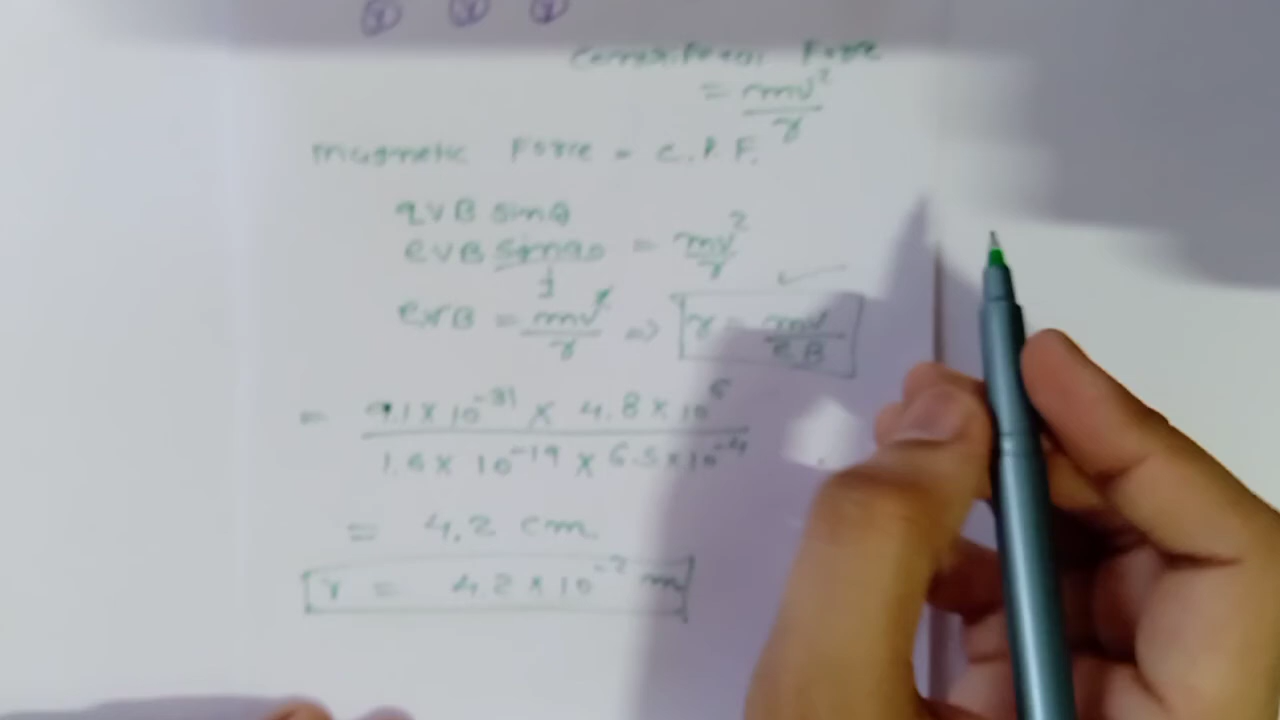 Force
= mv²/r
magnetic Force = C.P.F.
qvB sinθ
evB sin90 = mv²/r
1
evB = mv²/r => r = mv/eB
= 9.1 × 10⁻³¹ × 4.8 × 10⁶ / 1.6 × 10⁻¹⁹ × 6.5 × 10⁻⁴
= 4.2 cm.
r = 4.2 × 10⁻² m